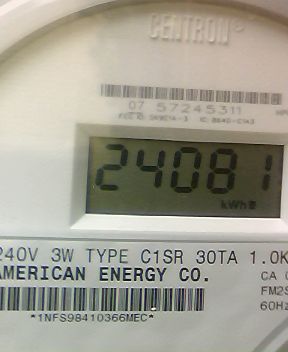 CENTRON®
07 57245311
24081
kWh
240V 3W TYPE C1SR 30TA 1.0K
AMERICAN ENERGY CO.
CA
FM2S
60Hz
*1NFS98410366MEC*